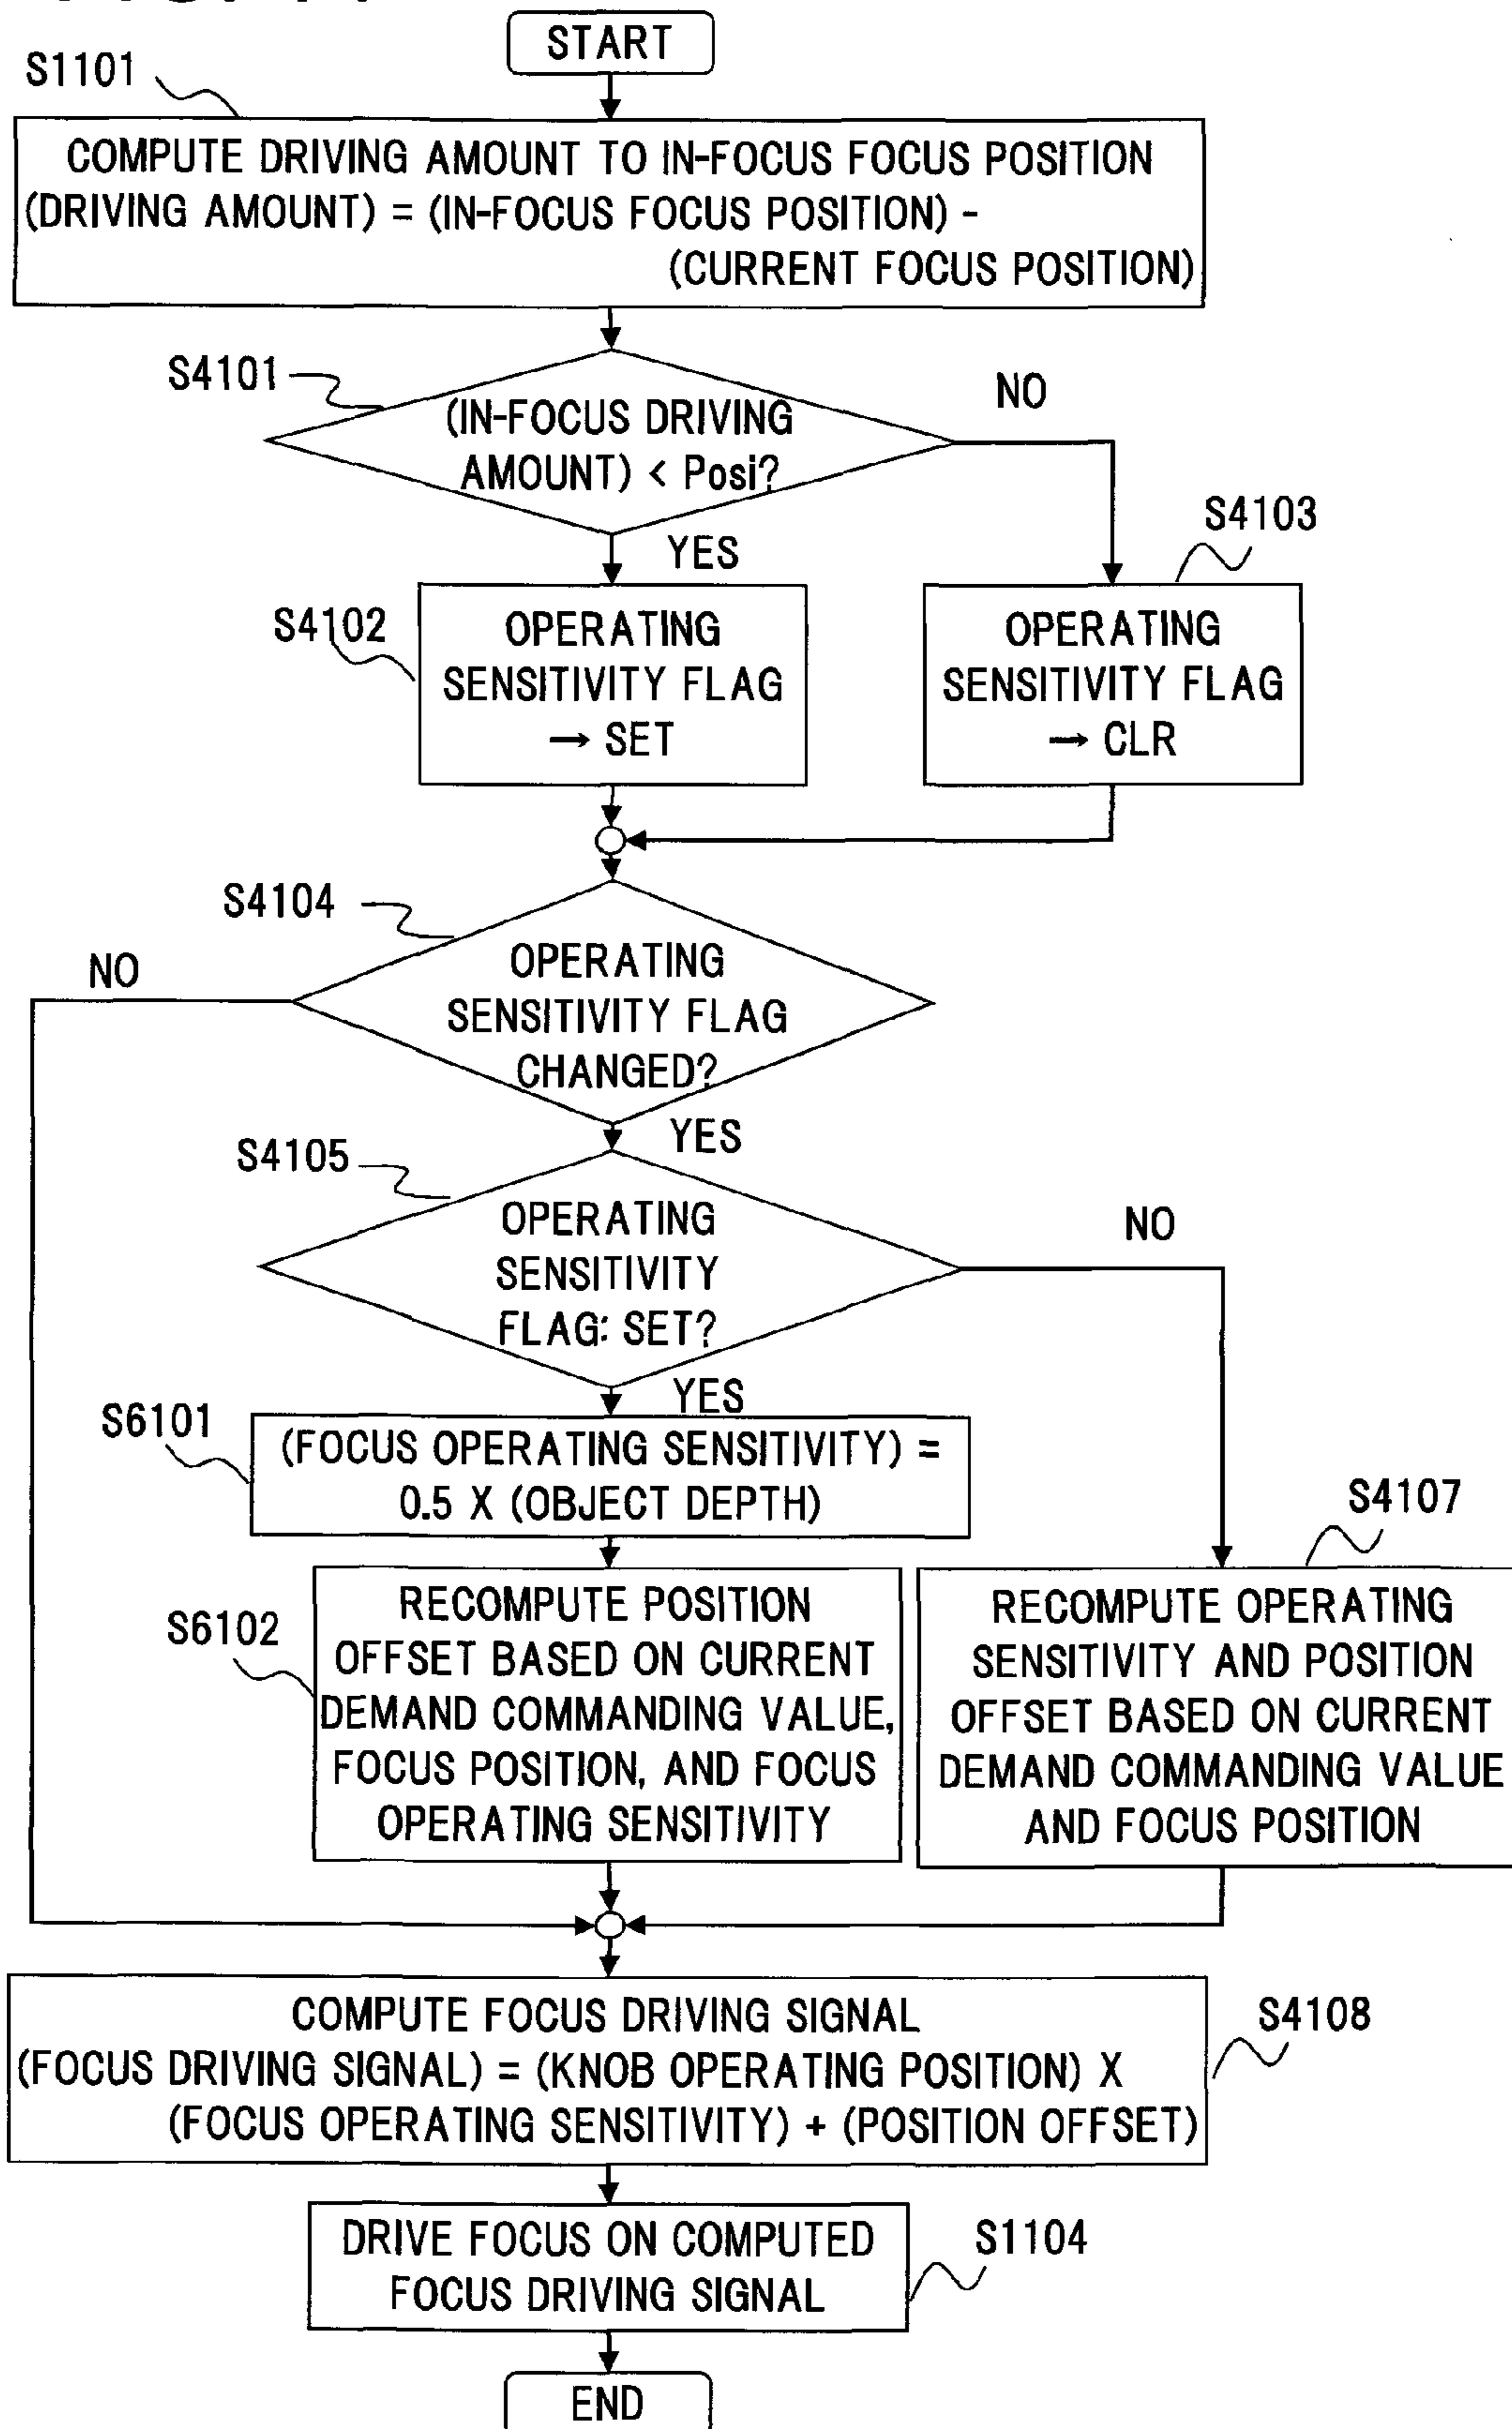 START
S1101
COMPUTE DRIVING AMOUNT TO IN-FOCUS FOCUS POSITION
(DRIVING AMOUNT) = (IN-FOCUS FOCUS POSITION) -
(CURRENT FOCUS POSITION)
S4101
(IN-FOCUS DRIVING
AMOUNT) < Posi?
NO
YES
S4103
S4102
OPERATING
SENSITIVITY FLAG
→ SET
OPERATING
SENSITIVITY FLAG
→ CLR
S4104
NO
OPERATING
SENSITIVITY FLAG
CHANGED?
YES
S4105
OPERATING
SENSITIVITY
FLAG: SET?
NO
YES
S6101
(FOCUS OPERATING SENSITIVITY) =
0.5 X (OBJECT DEPTH)
S4107
S6102
RECOMPUTE POSITION
OFFSET BASED ON CURRENT
DEMAND COMMANDING VALUE,
FOCUS POSITION, AND FOCUS
OPERATING SENSITIVITY
RECOMPUTE OPERATING
SENSITIVITY AND POSITION
OFFSET BASED ON CURRENT
DEMAND COMMANDING VALUE
AND FOCUS POSITION
COMPUTE FOCUS DRIVING SIGNAL
(FOCUS DRIVING SIGNAL) = (KNOB OPERATING POSITION) X
(FOCUS OPERATING SENSITIVITY) + (POSITION OFFSET)
S4108
DRIVE FOCUS ON COMPUTED
FOCUS DRIVING SIGNAL
S1104
END